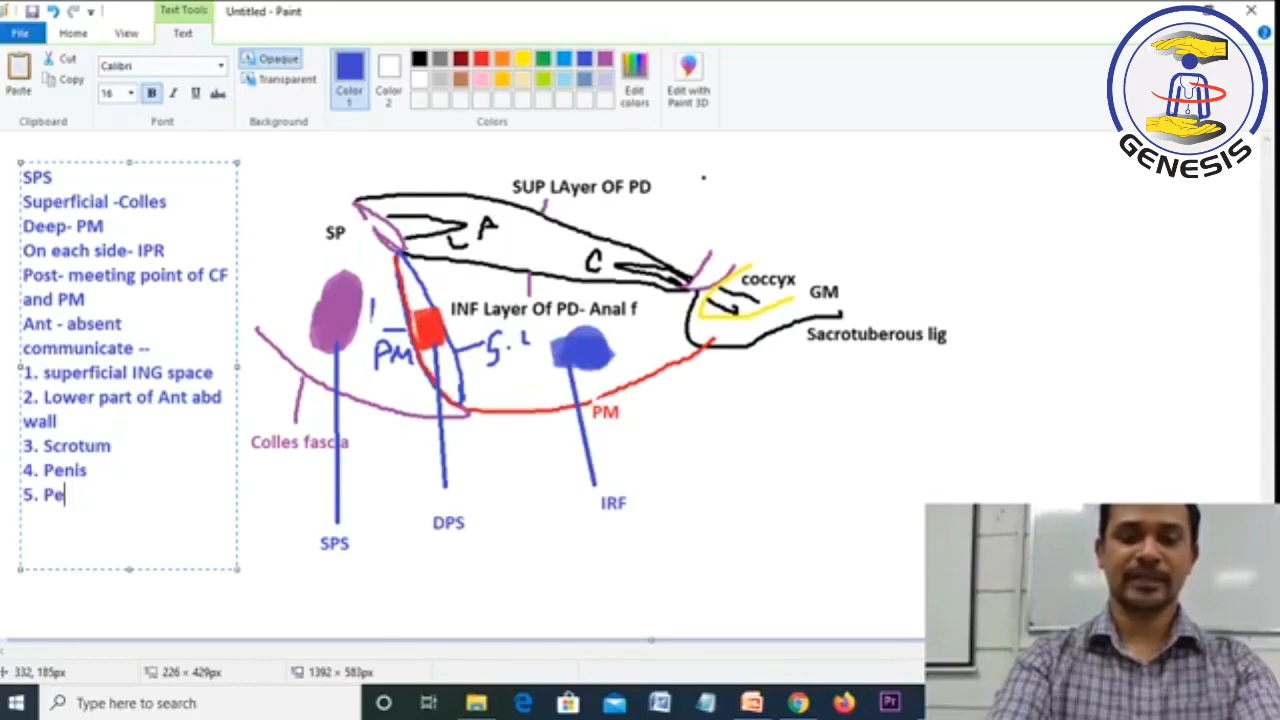 Text Tools
Untitled - Paint
File
Home
View
Text
Cut
Copy
Paste
Clipboard
Calibri
16
B
I
U
abc
Font
Opaque
Transparent
Background
Color
1
Color
2
Edit
colors
Colors
Edit with
Paint 3D
GENESIS
SPS
Superficial -Colles
Deep- PM
On each side- IPR
Post- meeting point of CF
and PM
Ant - absent
communicate --
1. superficial ING space
2. Lower part of Ant abd
wall
3. Scrotum
4. Penis
5. Pe
SUP LAyer OF PD
SP
A
C
coccyx
GM
INF Layer Of PD- Anal f
Sacrotuberous lig
PM
PM
Colles fascia
IRF
DPS
SPS
332, 185px
226 × 429px
1392 × 583px
Type here to search
Pr